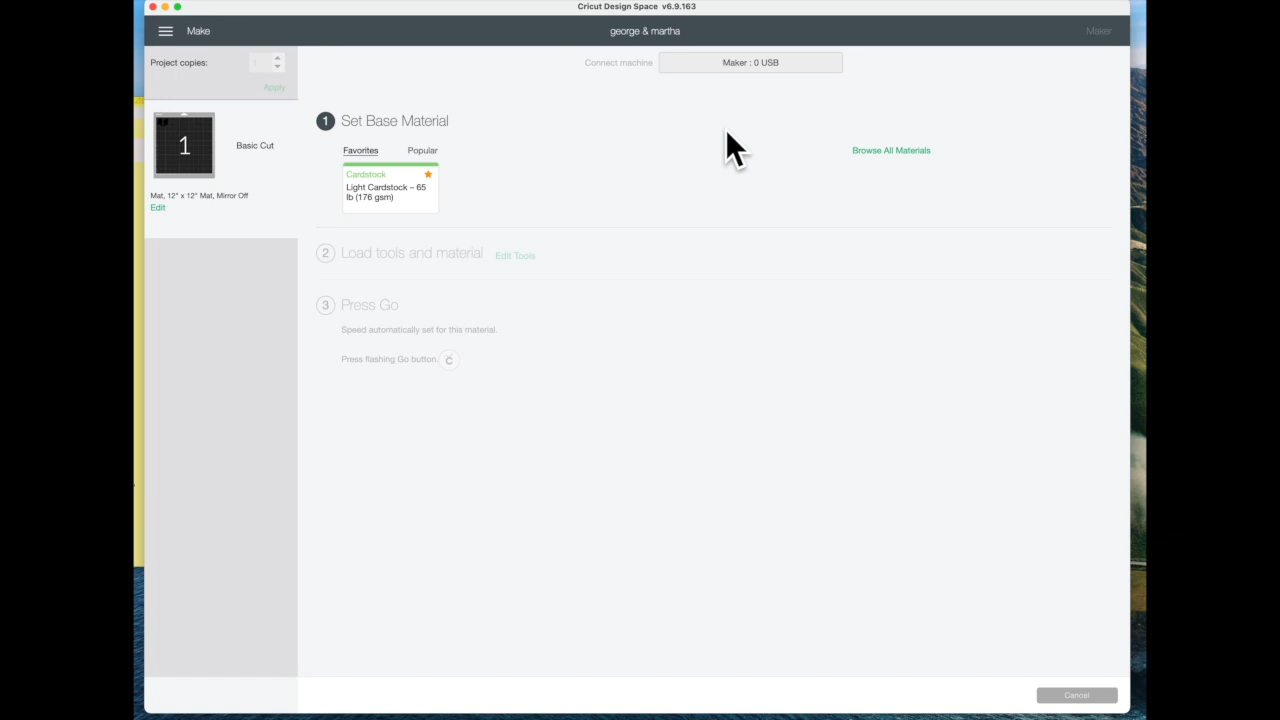 Cricut Design Space v6.9.163
Make
george & martha
Maker
Project copies:
1
Apply
Connect machine
Maker : 0 USB
1
Basic Cut
Mat, 12" x 12" Mat, Mirror Off
Edit
1 Set Base Material
Favorites
Popular
Browse All Materials
Cardstock
Light Cardstock – 65
lb (176 gsm)
2 Load tools and material
Edit Tools
3 Press Go
Speed automatically set for this material.
Press flashing Go button.
Cancel